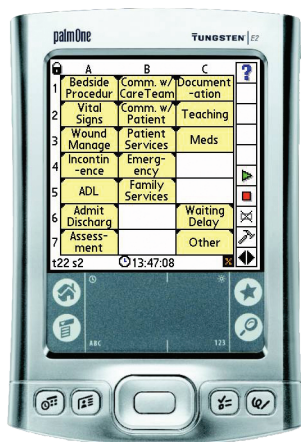 palmOne TUNGSTEN E2
A B C
1 Bedside Procedur Comm. w/ CareTeam Document -ation
2 Vital Signs Comm. w/ Patient Teaching
3 Wound Manage Patient Services Meds
4 Incontin -ence Emerg- ency
5 ADL Family Services
6 Admit Discharg Waiting Delay
7 Assess- ment Other
t22 s2 13:47:08
ABC 123